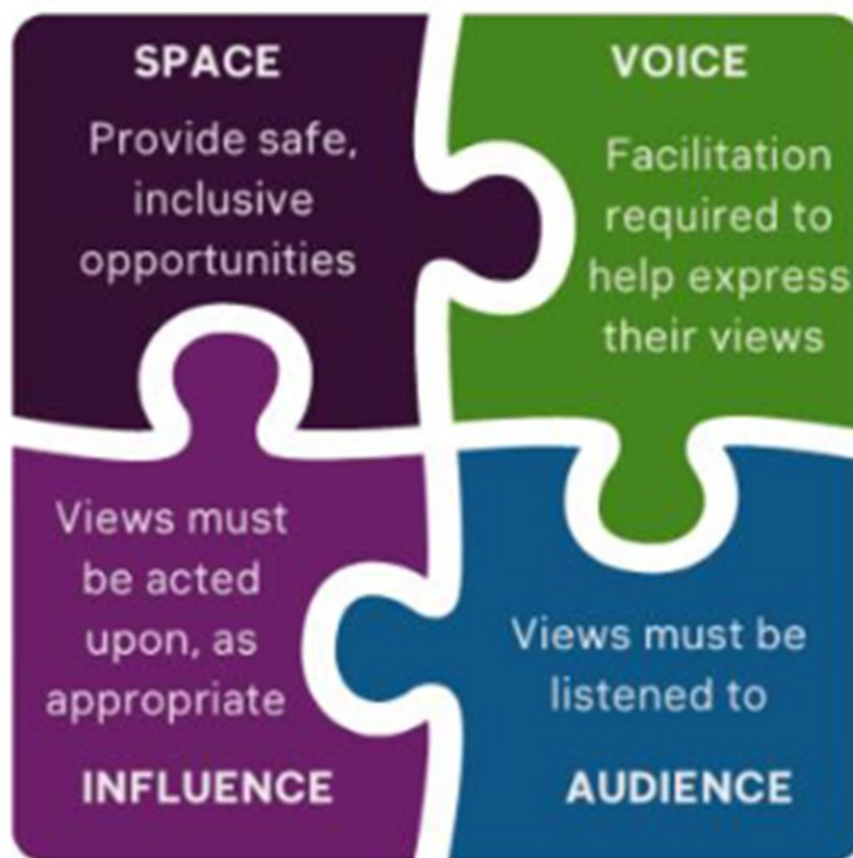 SPACE
Provide safe,
inclusive
opportunities
VOICE
Facilitation
required to
help express
their views
Views must
be acted
upon, as
appropriate
INFLUENCE
Views must be
listened to
AUDIENCE